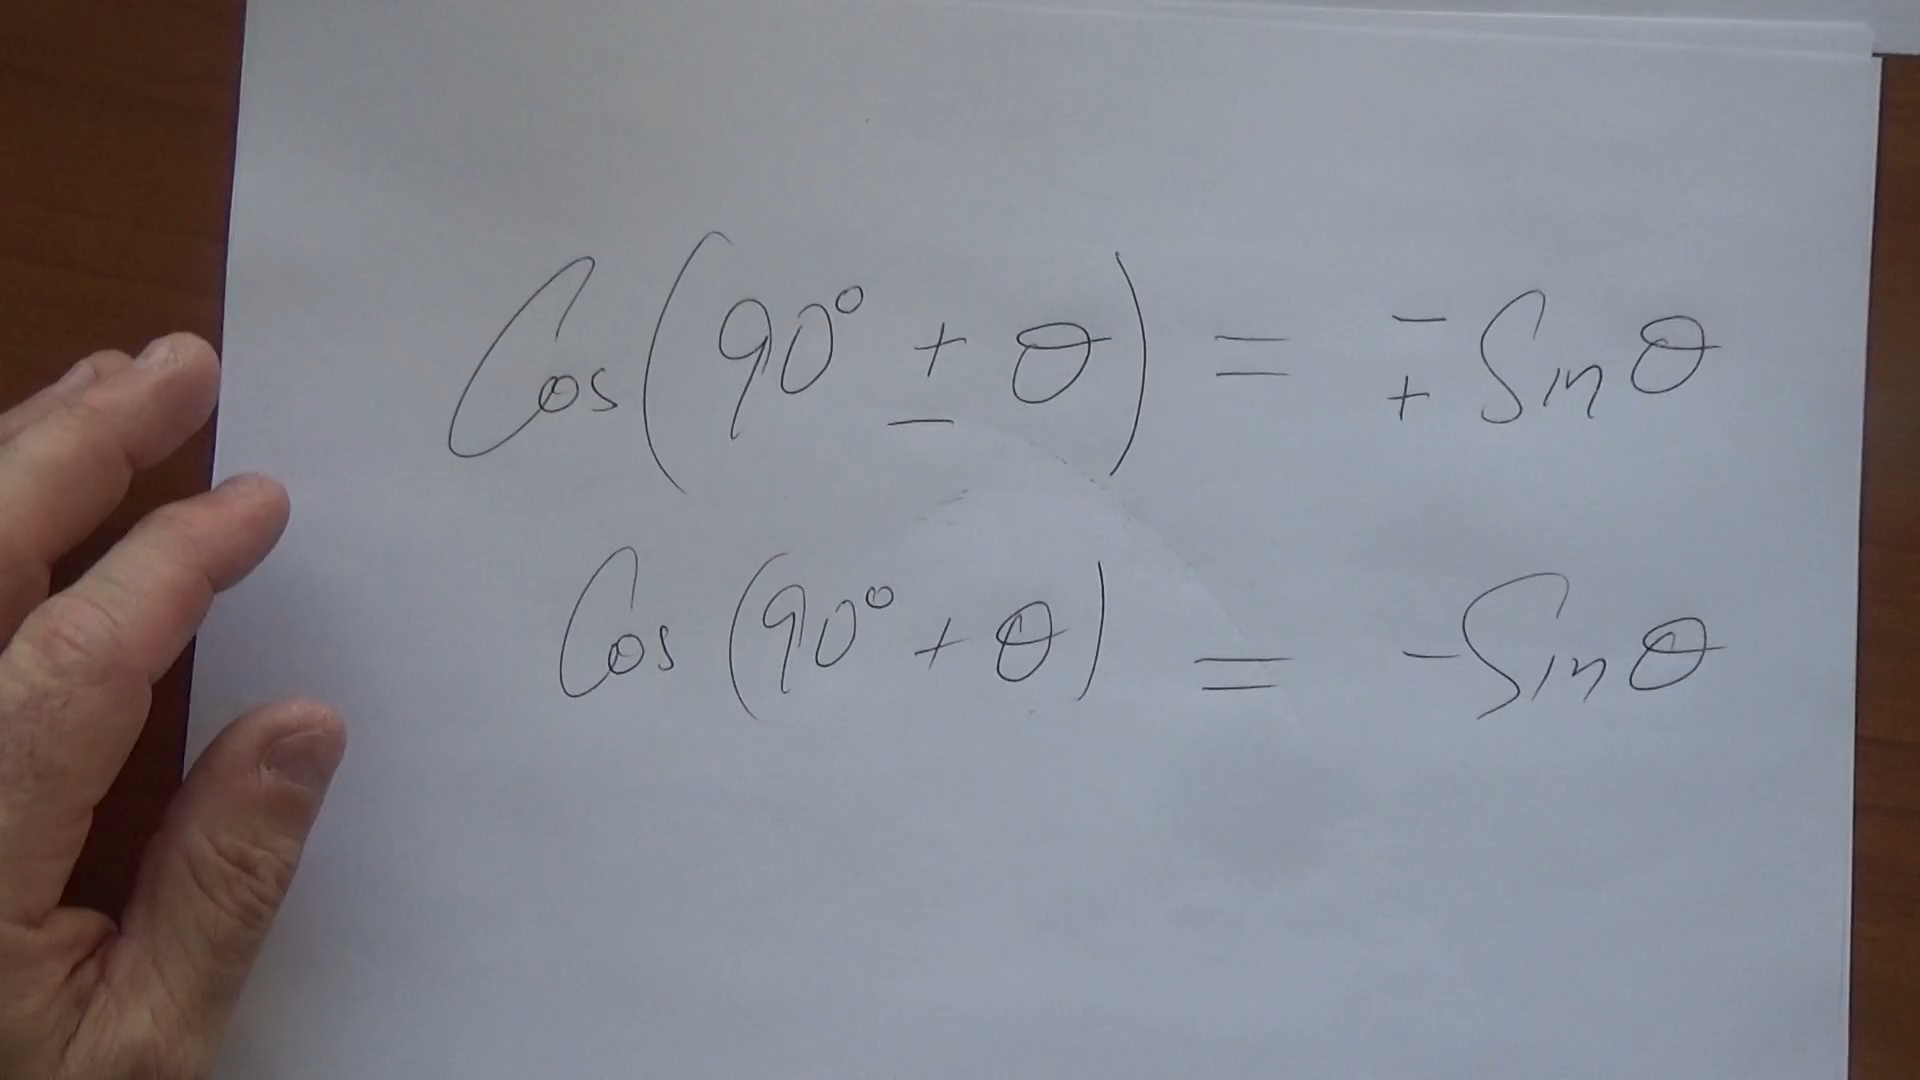 Cos(90° ± θ) = ∓ Sin θ
Cos (90° + θ) = -Sin θ